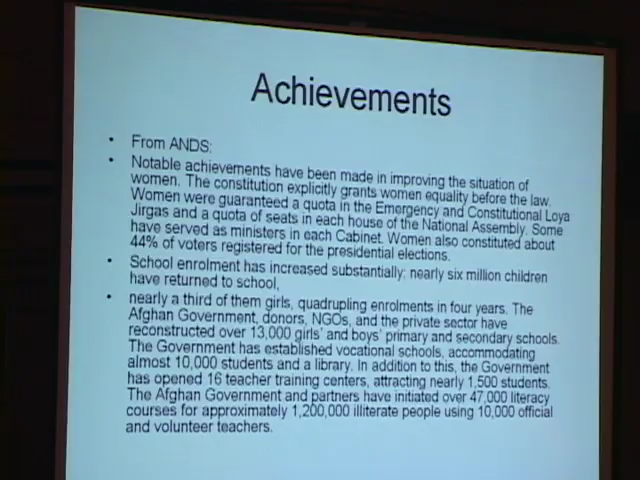 Achievements
• From ANDS:
• Notable achievements have been made in improving the situation of
women. The constitution explicitly grants women equality before the law.
Women were guaranteed a quota in the Emergency and Constitutional Loya
Jirgas and a quota of seats in each house of the National Assembly. Some
have served as ministers in each Cabinet. Women also constituted about
44% of voters registered for the presidential elections.
• School enrolment has increased substantially: nearly six million children
have returned to school,
• nearly a third of them girls, quadrupling enrolments in four years. The
Afghan Government, donors, NGOs, and the private sector have
reconstructed over 13,000 girls' and boys' primary and secondary schools.
The Government has established vocational schools, accommodating
almost 10,000 students and a library. In addition to this, the Government
has opened 16 teacher training centers, attracting nearly 1,500 students.
The Afghan Government and partners have initiated over 47,000 literacy
courses for approximately 1,200,000 illiterate people using 10,000 official
and volunteer teachers.